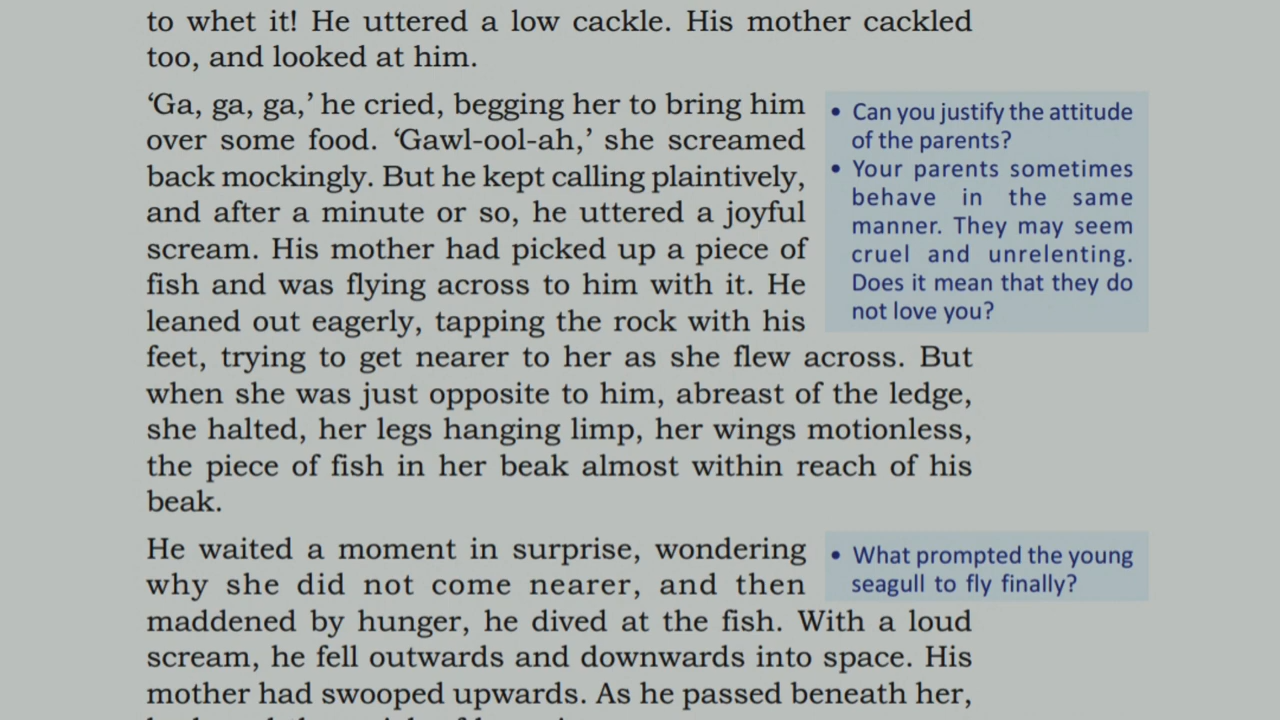 to whet it! He uttered a low cackle. His mother cackled
too, and looked at him.
‘Ga, ga, ga,’ he cried, begging her to bring him
over some food. ‘Gawl-ool-ah,’ she screamed
back mockingly. But he kept calling plaintively,
and after a minute or so, he uttered a joyful
scream. His mother had picked up a piece of
fish and was flying across to him with it. He
leaned out eagerly, tapping the rock with his
feet, trying to get nearer to her as she flew across. But
when she was just opposite to him, abreast of the ledge,
she halted, her legs hanging limp, her wings motionless,
the piece of fish in her beak almost within reach of his
beak.
• Can you justify the attitude
of the parents?
• Your parents sometimes
behave in the same
manner. They may seem
cruel and unrelenting.
Does it mean that they do
not love you?
He waited a moment in surprise, wondering
why she did not come nearer, and then
maddened by hunger, he dived at the fish. With a loud
scream, he fell outwards and downwards into space. His
mother had swooped upwards. As he passed beneath her,
• What prompted the young
seagull to fly finally?